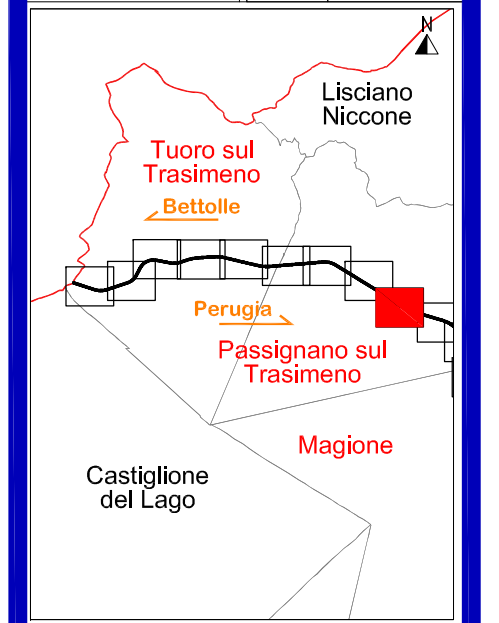 N
Lisciano
Niccone
Tuoro sul
Trasimeno
Bettolle
Perugia
Passignano sul
Trasimeno
Magione
Castiglione
del Lago